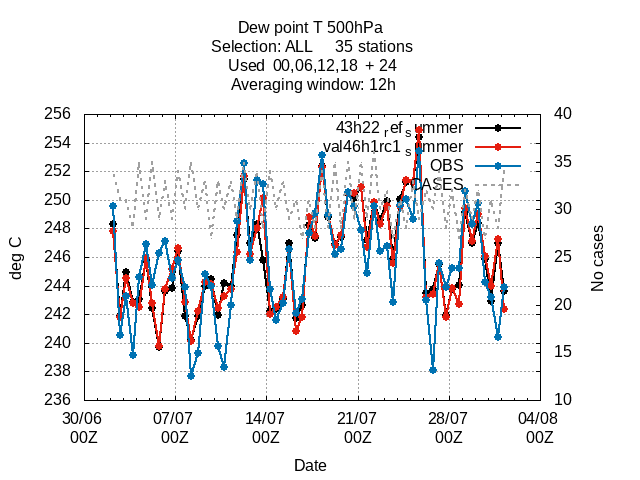 Dew point T 500hPa
Selection: ALL 35 stations
Used 00,06,12,18 + 24
Averaging window: 12h
43h22_ref_summer
val46h1rc1_summer
OBS
CASES
256
254
252
250
248
246
244
242
240
238
236
40
35
30
25
20
15
10
deg C
No cases
30/06 07/07 14/07 21/07 28/07 04/08
00Z 00Z 00Z 00Z 00Z 00Z
Date